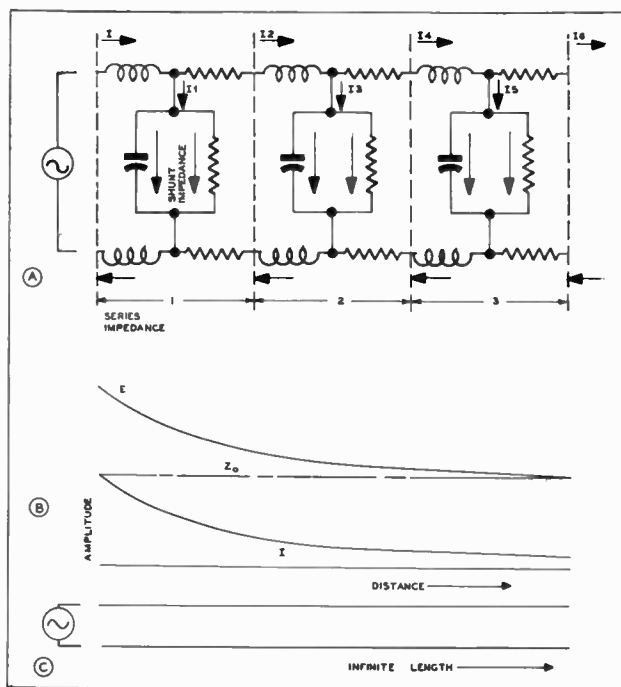 I I2 I4 I6
I1 I3 I5
SHUNT
IMPEDANCE
A
1 2 3
SERIES
IMPEDANCE
E
Z₀
B
AMPLITUDE
I
DISTANCE
C
INFINITE LENGTH